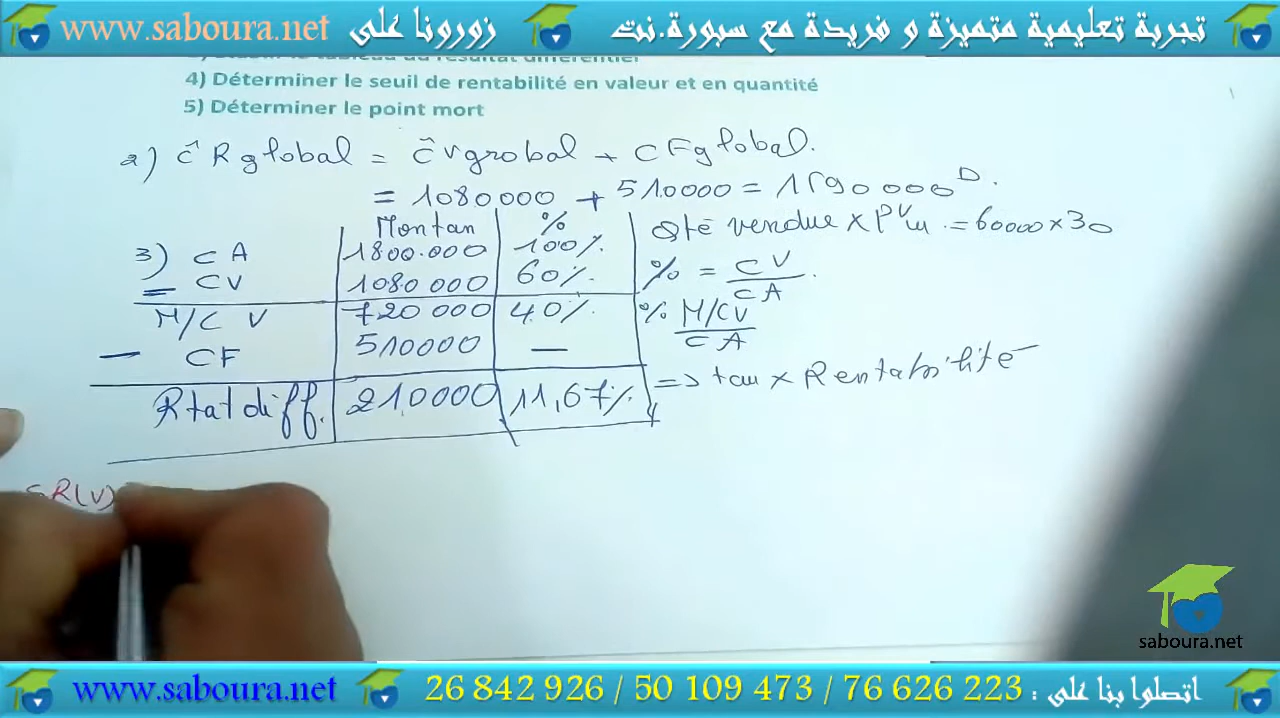 www.saboura.net زورونا على تجربة تعليمية متميزة و فريدة مع سبورة.نت
4) Déterminer le seuil de rentabilité en valeur et en quantité
5) Déterminer le point mort
2) CR global = CV global + CF global.
= 1080000 + 510000 = 1590000 D.
Montan % Qté vendue x PVu = 60000 x 30
3) CA 1800.000 100%
- CV 1080000 60% % = CV / CA.
M/CV 720000 40% % M/CV / CA
- CF 510000 —
Rtat diff. 210000 11,67% => taux Rentabilité
SR(V)
saboura.net
www.saboura.net 26 842 926 / 50 109 473 / 76 626 223 : اتصلوا بنا على